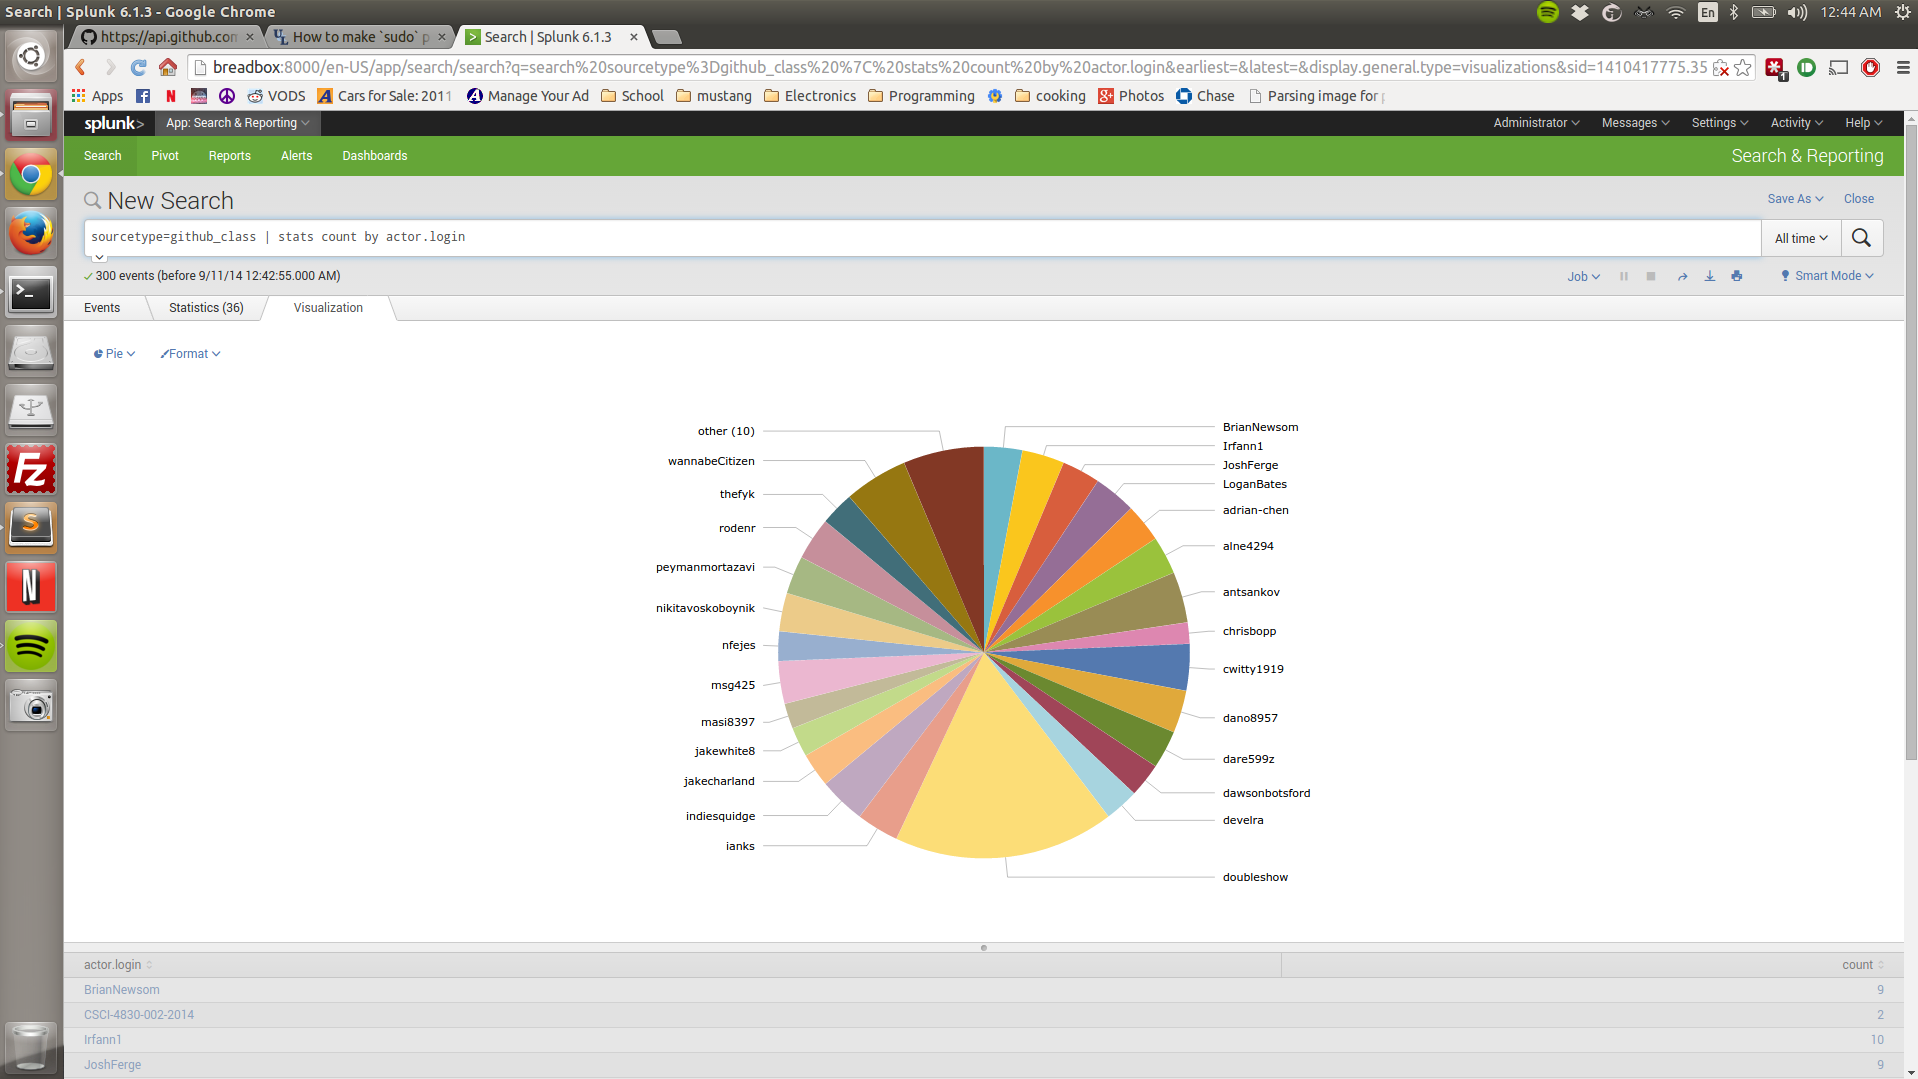 Search | Splunk 6.1.3 - Google Chrome
En
12:44 AM
https://api.github.com
How to make `sudo` p
Search | Splunk 6.1.3
breadbox:8000/en-US/app/search/search?q=search%20sourcetype%3Dgithub_class%20%7C%20stats%20count%20by%20actor.login&earliest=&latest=&display.general.type=visualizations&sid=1410417775.35
Apps
VODS
Cars for Sale: 2011
Manage Your Ad
School
mustang
Electronics
Programming
cooking
Photos
Chase
Parsing image for
splunk>
App: Search & Reporting
Administrator
Messages
Settings
Activity
Help
Search
Pivot
Reports
Alerts
Dashboards
Search & Reporting
New Search
Save As
Close
sourcetype=github_class | stats count by actor.login
All time
300 events (before 9/11/14 12:42:55.000 AM)
Job
Smart Mode
Events
Statistics (36)
Visualization
Pie
Format
BrianNewsom
Irfann1
JoshFerge
LoganBates
adrian-chen
alne4294
antsankov
chrisbopp
cwitty1919
dano8957
dare599z
dawsonbotsford
develra
doubleshow
other (10)
wannabeCitizen
thefyk
rodenr
peymanmortazavi
nikitavoskoboynik
nfejes
msg425
masi8397
jakewhite8
jakecharland
indiesquidge
ianks
actor.login
count
BrianNewsom
9
CSCI-4830-002-2014
2
Irfann1
10
JoshFerge
9